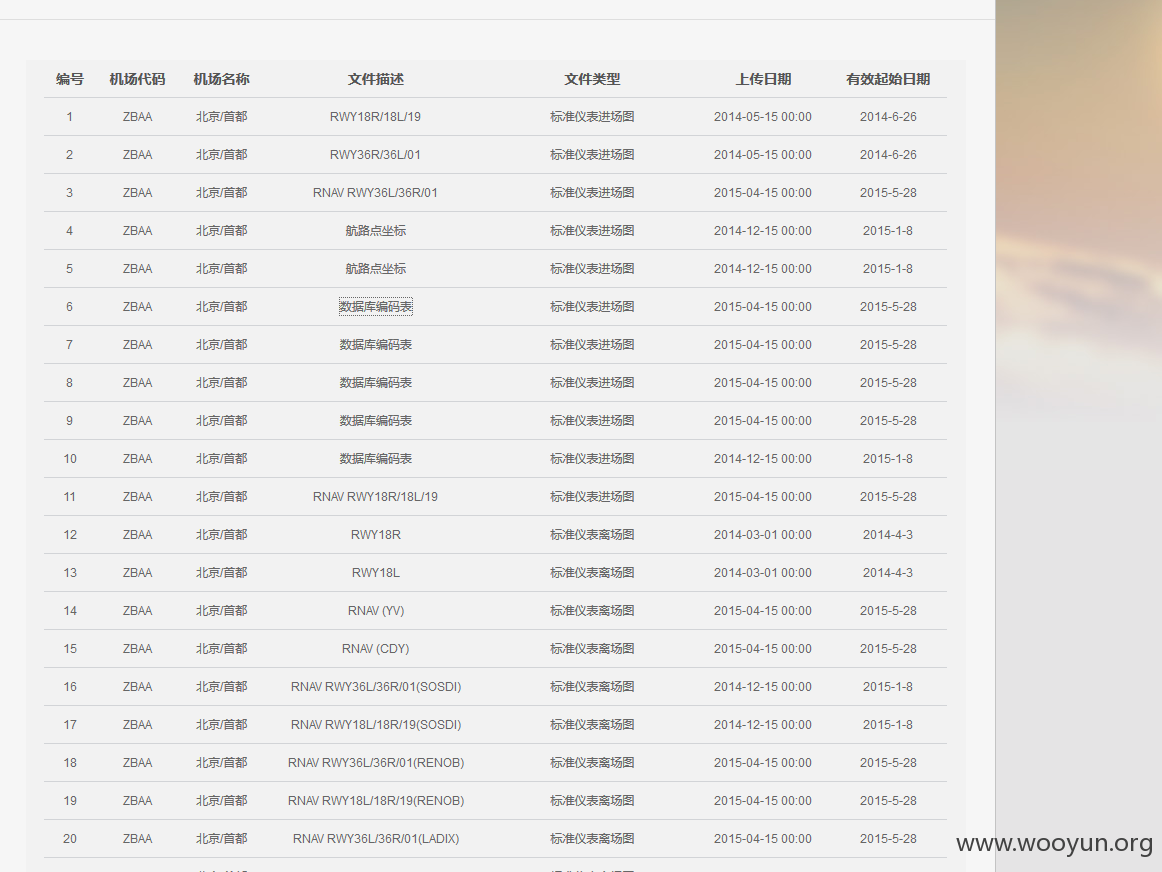 编号 机场代码 机场名称 文件描述 文件类型 上传日期 有效起始日期
1 ZBAA 北京/首都 RWY18R/18L/19 标准仪表进场图 2014-05-15 00:00 2014-6-26
2 ZBAA 北京/首都 RWY36R/36L/01 标准仪表进场图 2014-05-15 00:00 2014-6-26
3 ZBAA 北京/首都 RNAV RWY36L/36R/01 标准仪表进场图 2015-04-15 00:00 2015-5-28
4 ZBAA 北京/首都 航路点坐标 标准仪表进场图 2014-12-15 00:00 2015-1-8
5 ZBAA 北京/首都 航路点坐标 标准仪表进场图 2014-12-15 00:00 2015-1-8
6 ZBAA 北京/首都 数据库编码表 标准仪表进场图 2015-04-15 00:00 2015-5-28
7 ZBAA 北京/首都 数据库编码表 标准仪表进场图 2015-04-15 00:00 2015-5-28
8 ZBAA 北京/首都 数据库编码表 标准仪表进场图 2015-04-15 00:00 2015-5-28
9 ZBAA 北京/首都 数据库编码表 标准仪表进场图 2015-04-15 00:00 2015-5-28
10 ZBAA 北京/首都 数据库编码表 标准仪表进场图 2014-12-15 00:00 2015-1-8
11 ZBAA 北京/首都 RNAV RWY18R/18L/19 标准仪表进场图 2015-04-15 00:00 2015-5-28
12 ZBAA 北京/首都 RWY18R 标准仪表离场图 2014-03-01 00:00 2014-4-3
13 ZBAA 北京/首都 RWY18L 标准仪表离场图 2014-03-01 00:00 2014-4-3
14 ZBAA 北京/首都 RNAV (YV) 标准仪表离场图 2015-04-15 00:00 2015-5-28
15 ZBAA 北京/首都 RNAV (CDY) 标准仪表离场图 2015-04-15 00:00 2015-5-28
16 ZBAA 北京/首都 RNAV RWY36L/36R/01(SOSDI) 标准仪表离场图 2014-12-15 00:00 2015-1-8
17 ZBAA 北京/首都 RNAV RWY18L/18R/19(SOSDI) 标准仪表离场图 2014-12-15 00:00 2015-1-8
18 ZBAA 北京/首都 RNAV RWY36L/36R/01(RENOB) 标准仪表离场图 2015-04-15 00:00 2015-5-28
19 ZBAA 北京/首都 RNAV RWY18L/18R/19(RENOB) 标准仪表离场图 2015-04-15 00:00 2015-5-28
20 ZBAA 北京/首都 RNAV RWY36L/36R/01(LADIX) 标准仪表离场图 2015-04-15 00:00 2015-5-28
www.wooyun.org